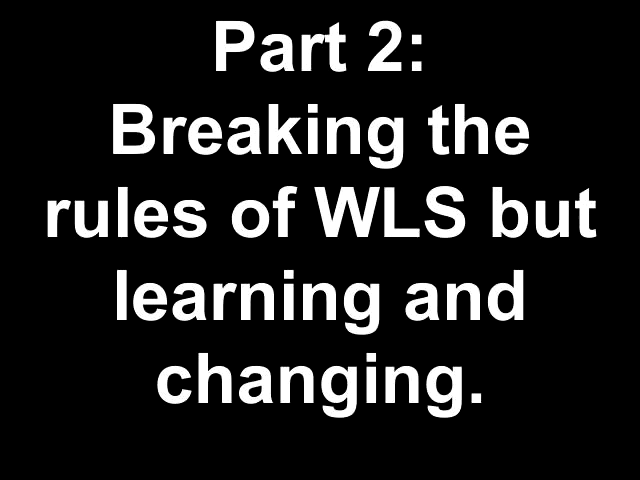 Part 2:
Breaking the
rules of WLS but
learning and
changing.